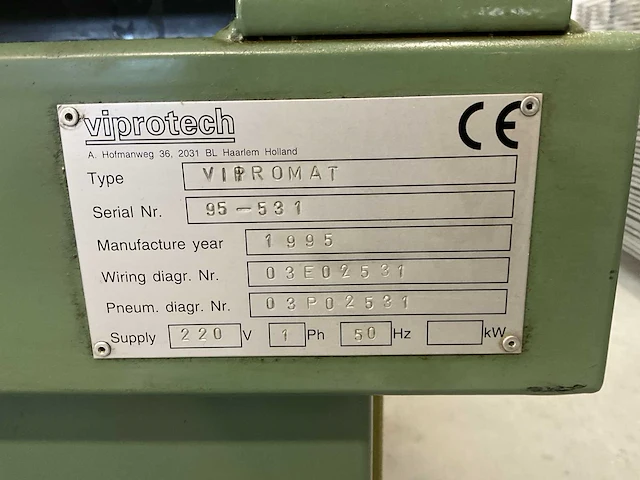 viprotech
CE
A. Hofmanweg 36, 2031 BL Haarlem Holland
Type VIPROMAT
Serial Nr. 95-531
Manufacture year 1995
Wiring diagr. Nr. 03E02531
Pneum. diagr. Nr. 03P02531
Supply 220 V 1 Ph 50 Hz kW